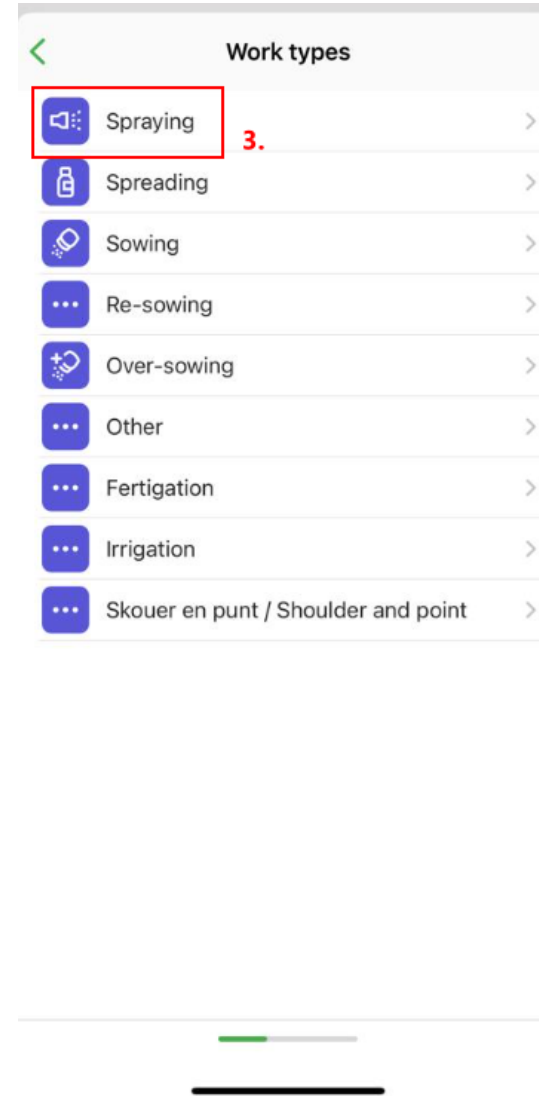 Work types
Spraying
3.
Spreading
Sowing
Re-sowing
Over-sowing
Other
Fertigation
Irrigation
Skouer en punt / Shoulder and point